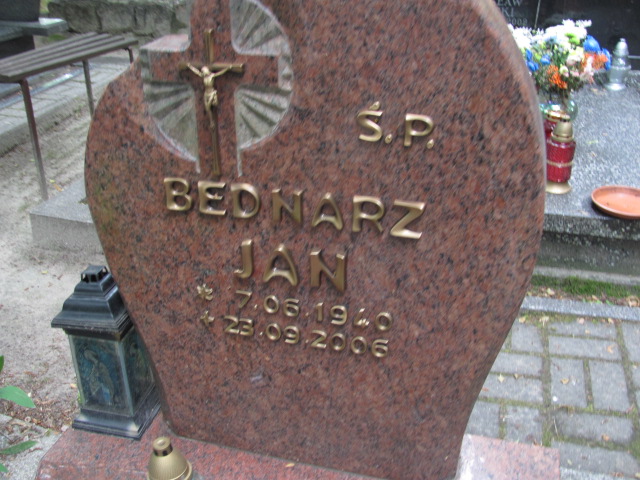 Ś. P.
BEDNARZ
JAN
* 7.06.1940
+ 23.09.2006